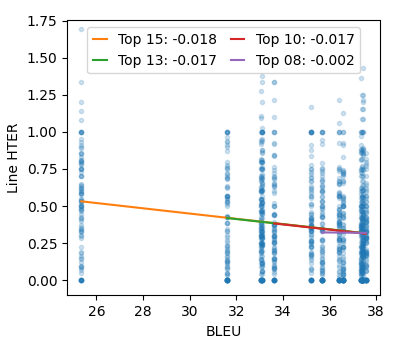 Top 15: -0.018 Top 10: -0.017
Top 13: -0.017 Top 08: -0.002
1.75
1.50
1.25
1.00
0.75
0.50
0.25
0.00
Line HTER
26 28 30 32 34 36 38
BLEU